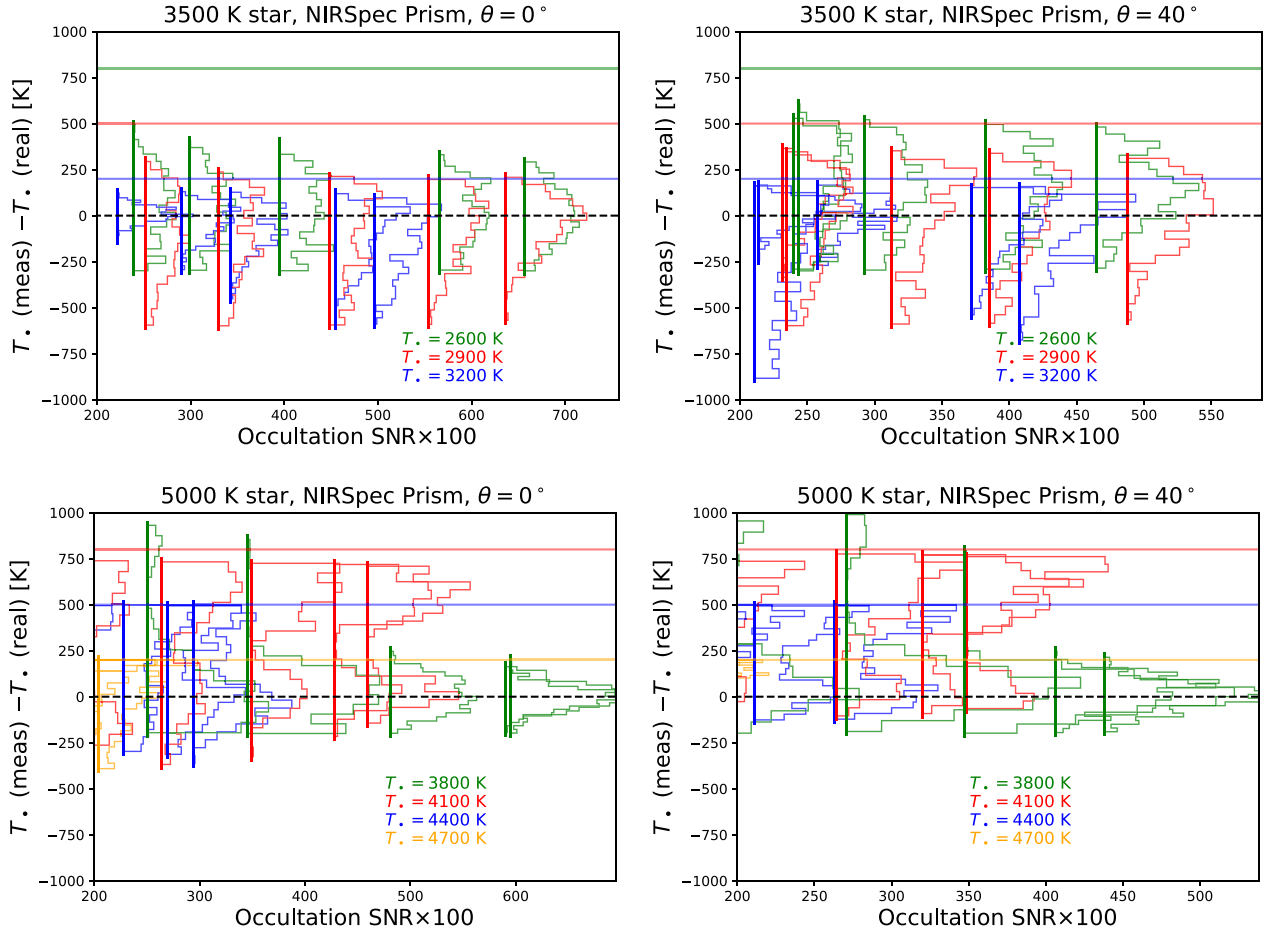 3500 K star, NIRSpec Prism, θ = 0°
1000
750
500
250
0
−250
−500
−750
−1000
T• (meas) −T• (real) [K]
T• = 2600 K
T• = 2900 K
T• = 3200 K
200 300 400 500 600 700
Occultation SNR×100
3500 K star, NIRSpec Prism, θ = 40°
1000
750
500
250
0
−250
−500
−750
−1000
T• (meas) −T• (real) [K]
T• = 2600 K
T• = 2900 K
T• = 3200 K
200 250 300 350 400 450 500 550
Occultation SNR×100
5000 K star, NIRSpec Prism, θ = 0°
1000
750
500
250
0
−250
−500
−750
−1000
T• (meas) −T• (real) [K]
T• = 3800 K
T• = 4100 K
T• = 4400 K
T• = 4700 K
200 300 400 500 600
Occultation SNR×100
5000 K star, NIRSpec Prism, θ = 40°
1000
750
500
250
0
−250
−500
−750
−1000
T• (meas) −T• (real) [K]
T• = 3800 K
T• = 4100 K
T• = 4400 K
T• = 4700 K
200 250 300 350 400 450 500
Occultation SNR×100